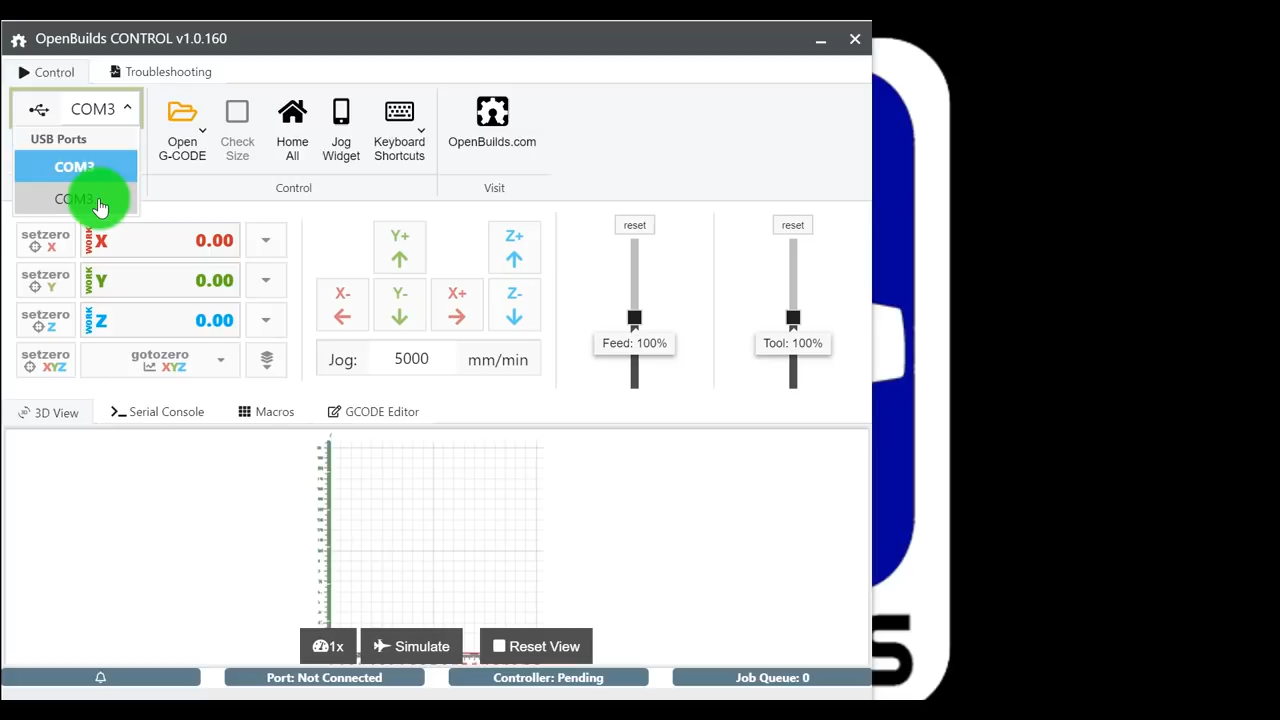 OpenBuilds CONTROL v1.0.160
Control
Troubleshooting
COM3
USB Ports
COM3
COM3
Open
G-CODE
Check
Size
Home
All
Jog
Widget
Keyboard
Shortcuts
OpenBuilds.com
Control
Visit
setzero
X
WORK
X
0.00
setzero
Y
WORK
Y
0.00
setzero
Z
WORK
Z
0.00
setzero
XYZ
gotozero
XYZ
Y+
Z+
X-
Y-
X+
Z-
Jog:
5000
mm/min
reset
Feed: 100%
reset
Tool: 100%
3D View
Serial Console
Macros
GCODE Editor
1x
Simulate
Reset View
Port: Not Connected
Controller: Pending
Job Queue: 0
S